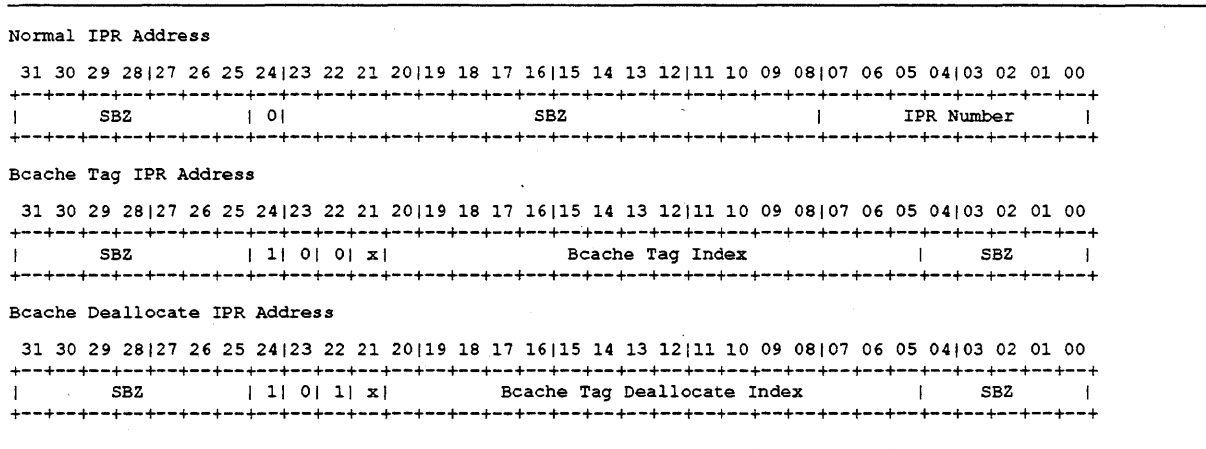 Normal IPR Address
31 30 29 28|27 26 25 24|23 22 21 20|19 18 17 16|15 14 13 12|11 10 09 08|07 06 05 04|03 02 01 00
+--+--+--+--+--+--+--+--+--+--+--+--+--+--+--+--+--+--+--+--+--+--+--+--+--+--+--+--+--+--+--+--+
| SBZ | 0| SBZ | IPR Number |
+--+--+--+--+--+--+--+--+--+--+--+--+--+--+--+--+--+--+--+--+--+--+--+--+--+--+--+--+--+--+--+--+
Bcache Tag IPR Address
31 30 29 28|27 26 25 24|23 22 21 20|19 18 17 16|15 14 13 12|11 10 09 08|07 06 05 04|03 02 01 00
+--+--+--+--+--+--+--+--+--+--+--+--+--+--+--+--+--+--+--+--+--+--+--+--+--+--+--+--+--+--+--+--+
| SBZ | 1| 0| 0| x| Bcache Tag Index | SBZ |
+--+--+--+--+--+--+--+--+--+--+--+--+--+--+--+--+--+--+--+--+--+--+--+--+--+--+--+--+--+--+--+--+
Bcache Deallocate IPR Address
31 30 29 28|27 26 25 24|23 22 21 20|19 18 17 16|15 14 13 12|11 10 09 08|07 06 05 04|03 02 01 00
+--+--+--+--+--+--+--+--+--+--+--+--+--+--+--+--+--+--+--+--+--+--+--+--+--+--+--+--+--+--+--+--+
| SBZ | 1| 0| 1| x| Bcache Tag Deallocate Index | SBZ |
+--+--+--+--+--+--+--+--+--+--+--+--+--+--+--+--+--+--+--+--+--+--+--+--+--+--+--+--+--+--+--+--+